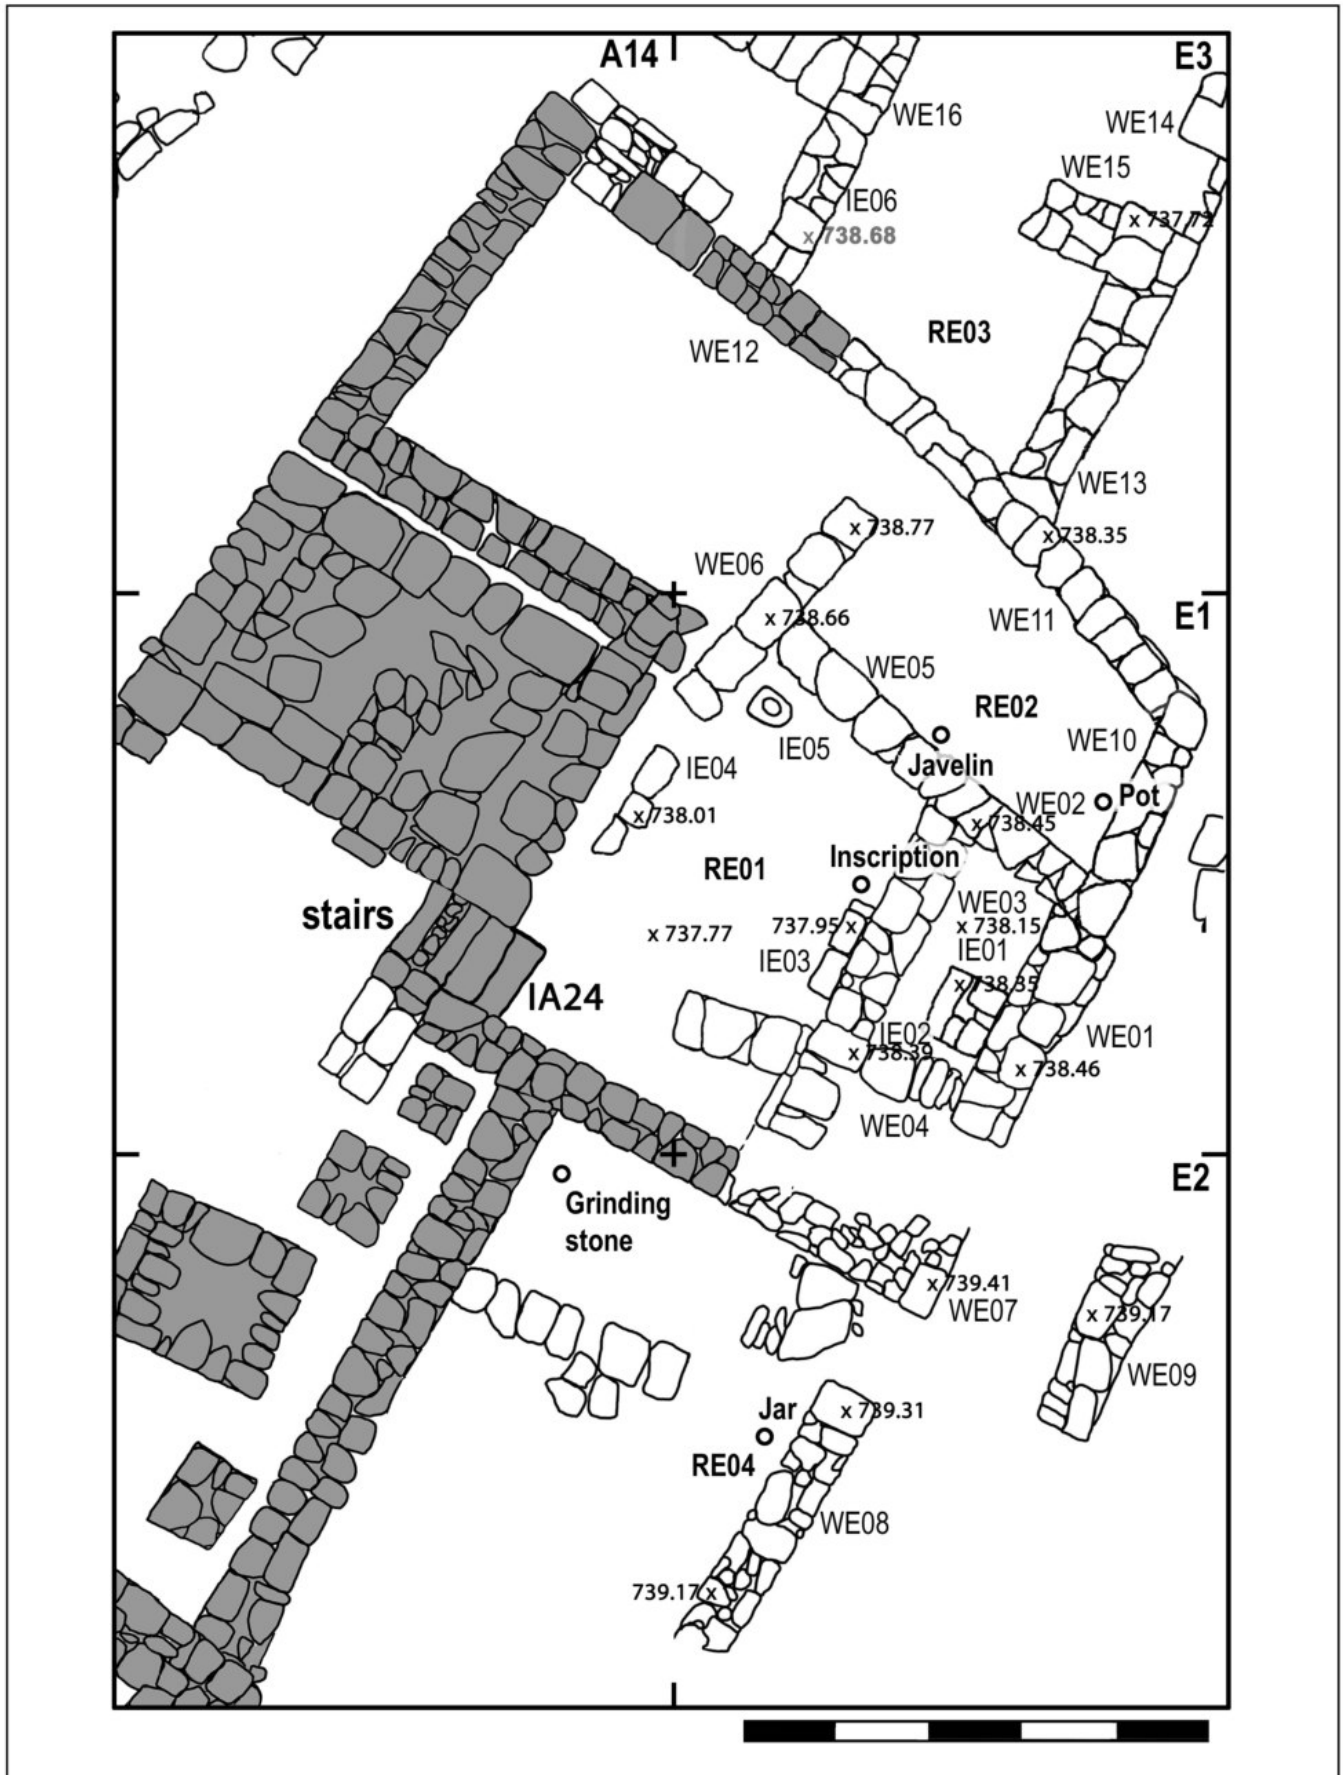 A14
E3
WE16
WE14
WE15
IE06
x 737.72
x 738.68
RE03
WE12
WE13
x 738.77
x 738.35
WE06
E1
x 738.66
WE11
WE05
RE02
WE10
IE05
IE04
Javelin
Pot
WE02
x 738.01
x 738.45
Inscription
RE01
WE03
stairs
737.95 x
x 738.15
x 737.77
IE01
IE03
x 738.35
IA24
IE02
WE01
x 738.39
x 738.46
WE04
E2
Grinding
stone
x 739.41
WE07
x 739.17
WE09
Jar
x 739.31
RE04
WE08
739.17 x